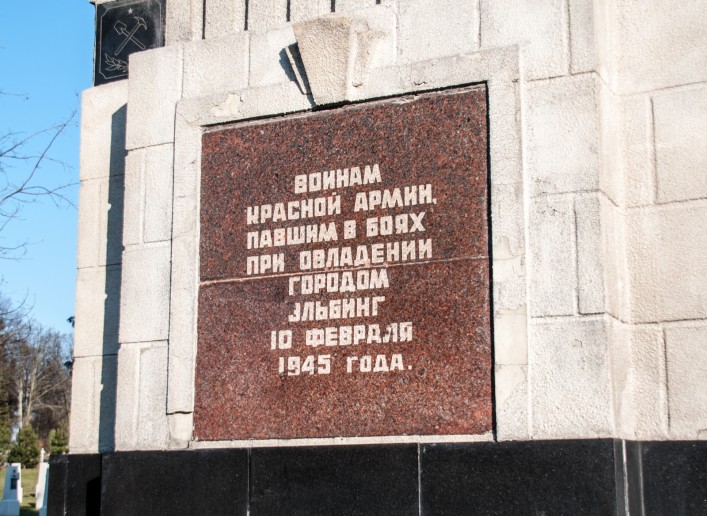 ВОИНАМ
КРАСНОЙ АРМИИ,
ПАВШИМ В БОЯХ
ПРИ ОВЛАДЕНИИ
ГОРОДОМ
ЭЛЬБИНГ
10 ФЕВРАЛЯ
1945 ГОДА.